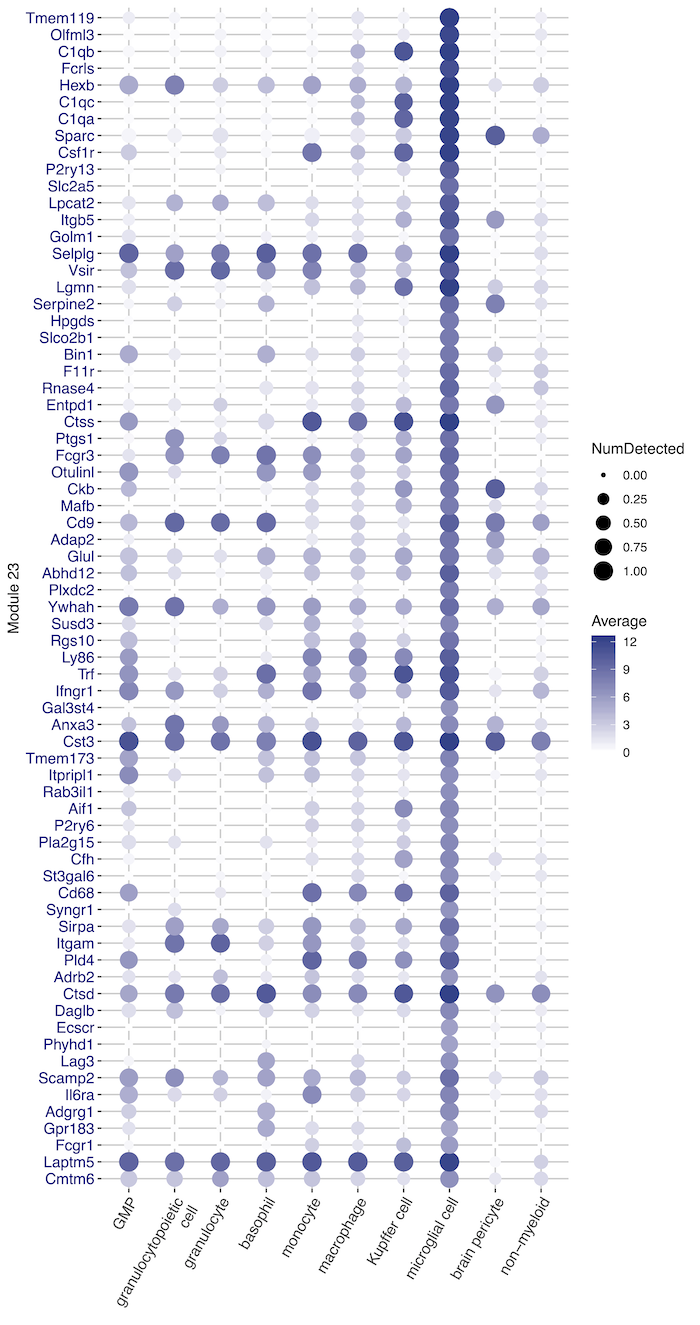 Tmem119
Olfml3
C1qb
Fcrls
Hexb
C1qc
C1qa
Sparc
Csf1r
P2ry13
Slc2a5
Lpcat2
Itgb5
Golm1
Selplg
Vsir
Lgmn
Serpine2
Hpgds
Slco2b1
Bin1
F11r
Rnase4
Entpd1
Ctss
Ptgs1
Fcgr3
Otulinl
Ckb
Mafb
Cd9
Adap2
Glul
Abhd12
Plxdc2
Ywhah
Susd3
Rgs10
Ly86
Trf
Ifngr1
Gal3st4
Anxa3
Cst3
Tmem173
Itpripl1
Rab3il1
Aif1
P2ry6
Pla2g15
Cfh
St3gal6
Cd68
Syngr1
Sirpa
Itgam
Pld4
Adrb2
Ctsd
Daglb
Ecscr
Phyhd1
Lag3
Scamp2
Il6ra
Adgrg1
Gpr183
Fcgr1
Laptm5
Cmtm6
Module 23
GMP
granulocytopoietic
cell
granulocyte
basophil
monocyte
macrophage
Kupffer cell
microglial cell
brain pericyte
non−myeloid
NumDetected
0.00
0.25
0.50
0.75
1.00
Average
12
9
6
3
0